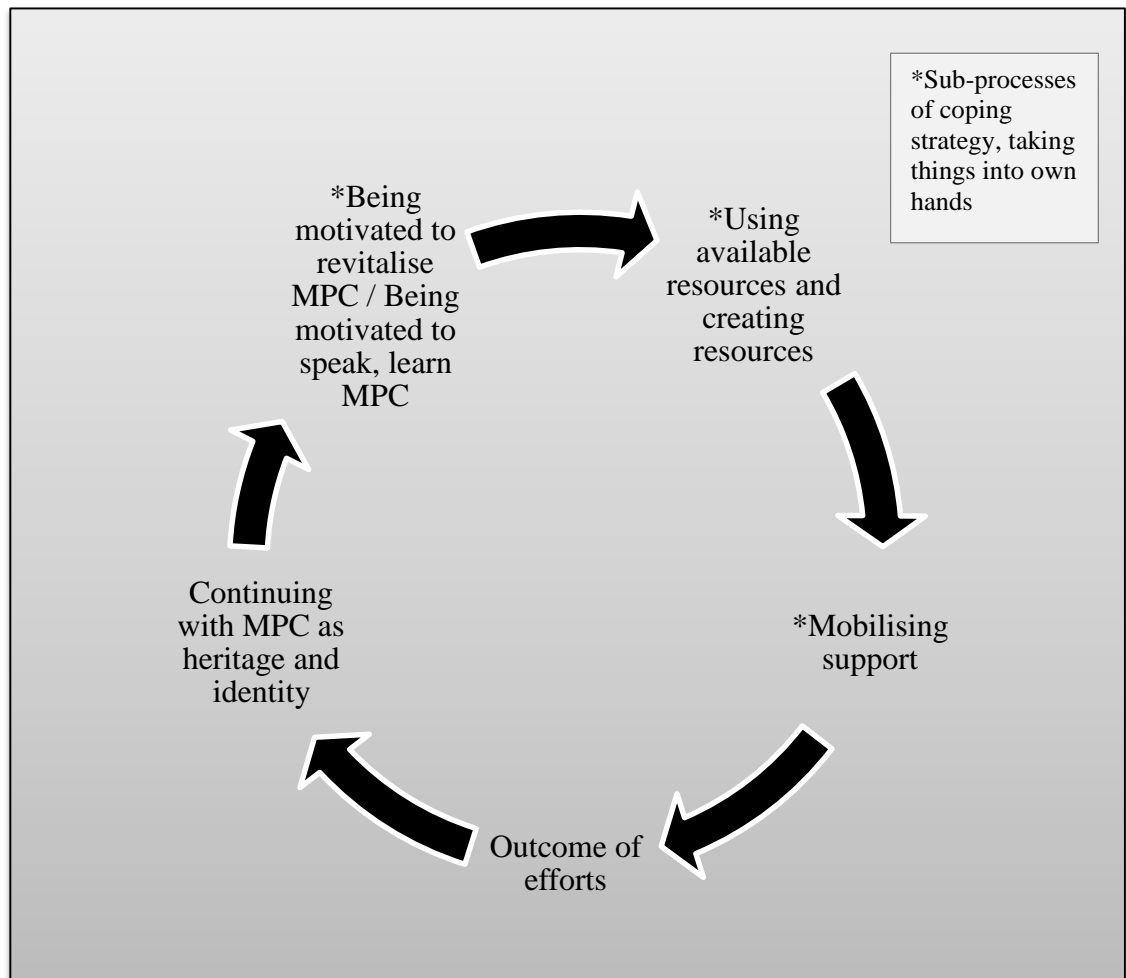 *Sub-processes
of coping
strategy, taking
things into own
hands
*Being
motivated to
revitalise
MPC / Being
motivated to
speak, learn
MPC
*Using
available
resources and
creating
resources
*Mobilising
support
Outcome of
efforts
Continuing
with MPC as
heritage and
identity